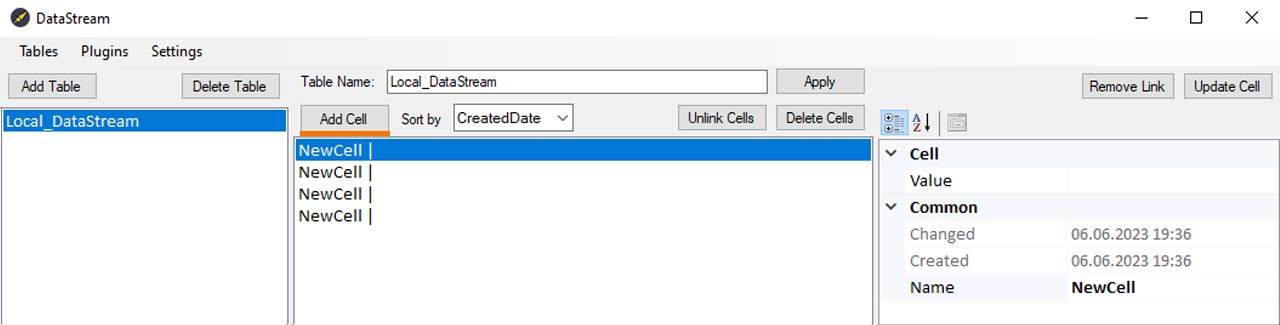 DataStream
Tables Plugins Settings
Add Table Delete Table
Local_DataStream
Table Name: Local_DataStream Apply
Add Cell Sort by CreatedDate Unlink Cells Delete Cells
NewCell |
NewCell |
NewCell |
NewCell |
Remove Link Update Cell
Cell
Value
Common
Changed 06.06.2023 19:36
Created 06.06.2023 19:36
Name NewCell